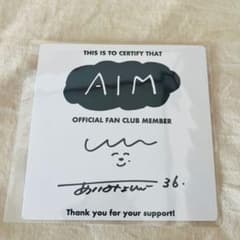 THIS IS TO CERTIFY THAT
AIM
OFFICIAL FAN CLUB MEMBER
36.
Thank you for your support!